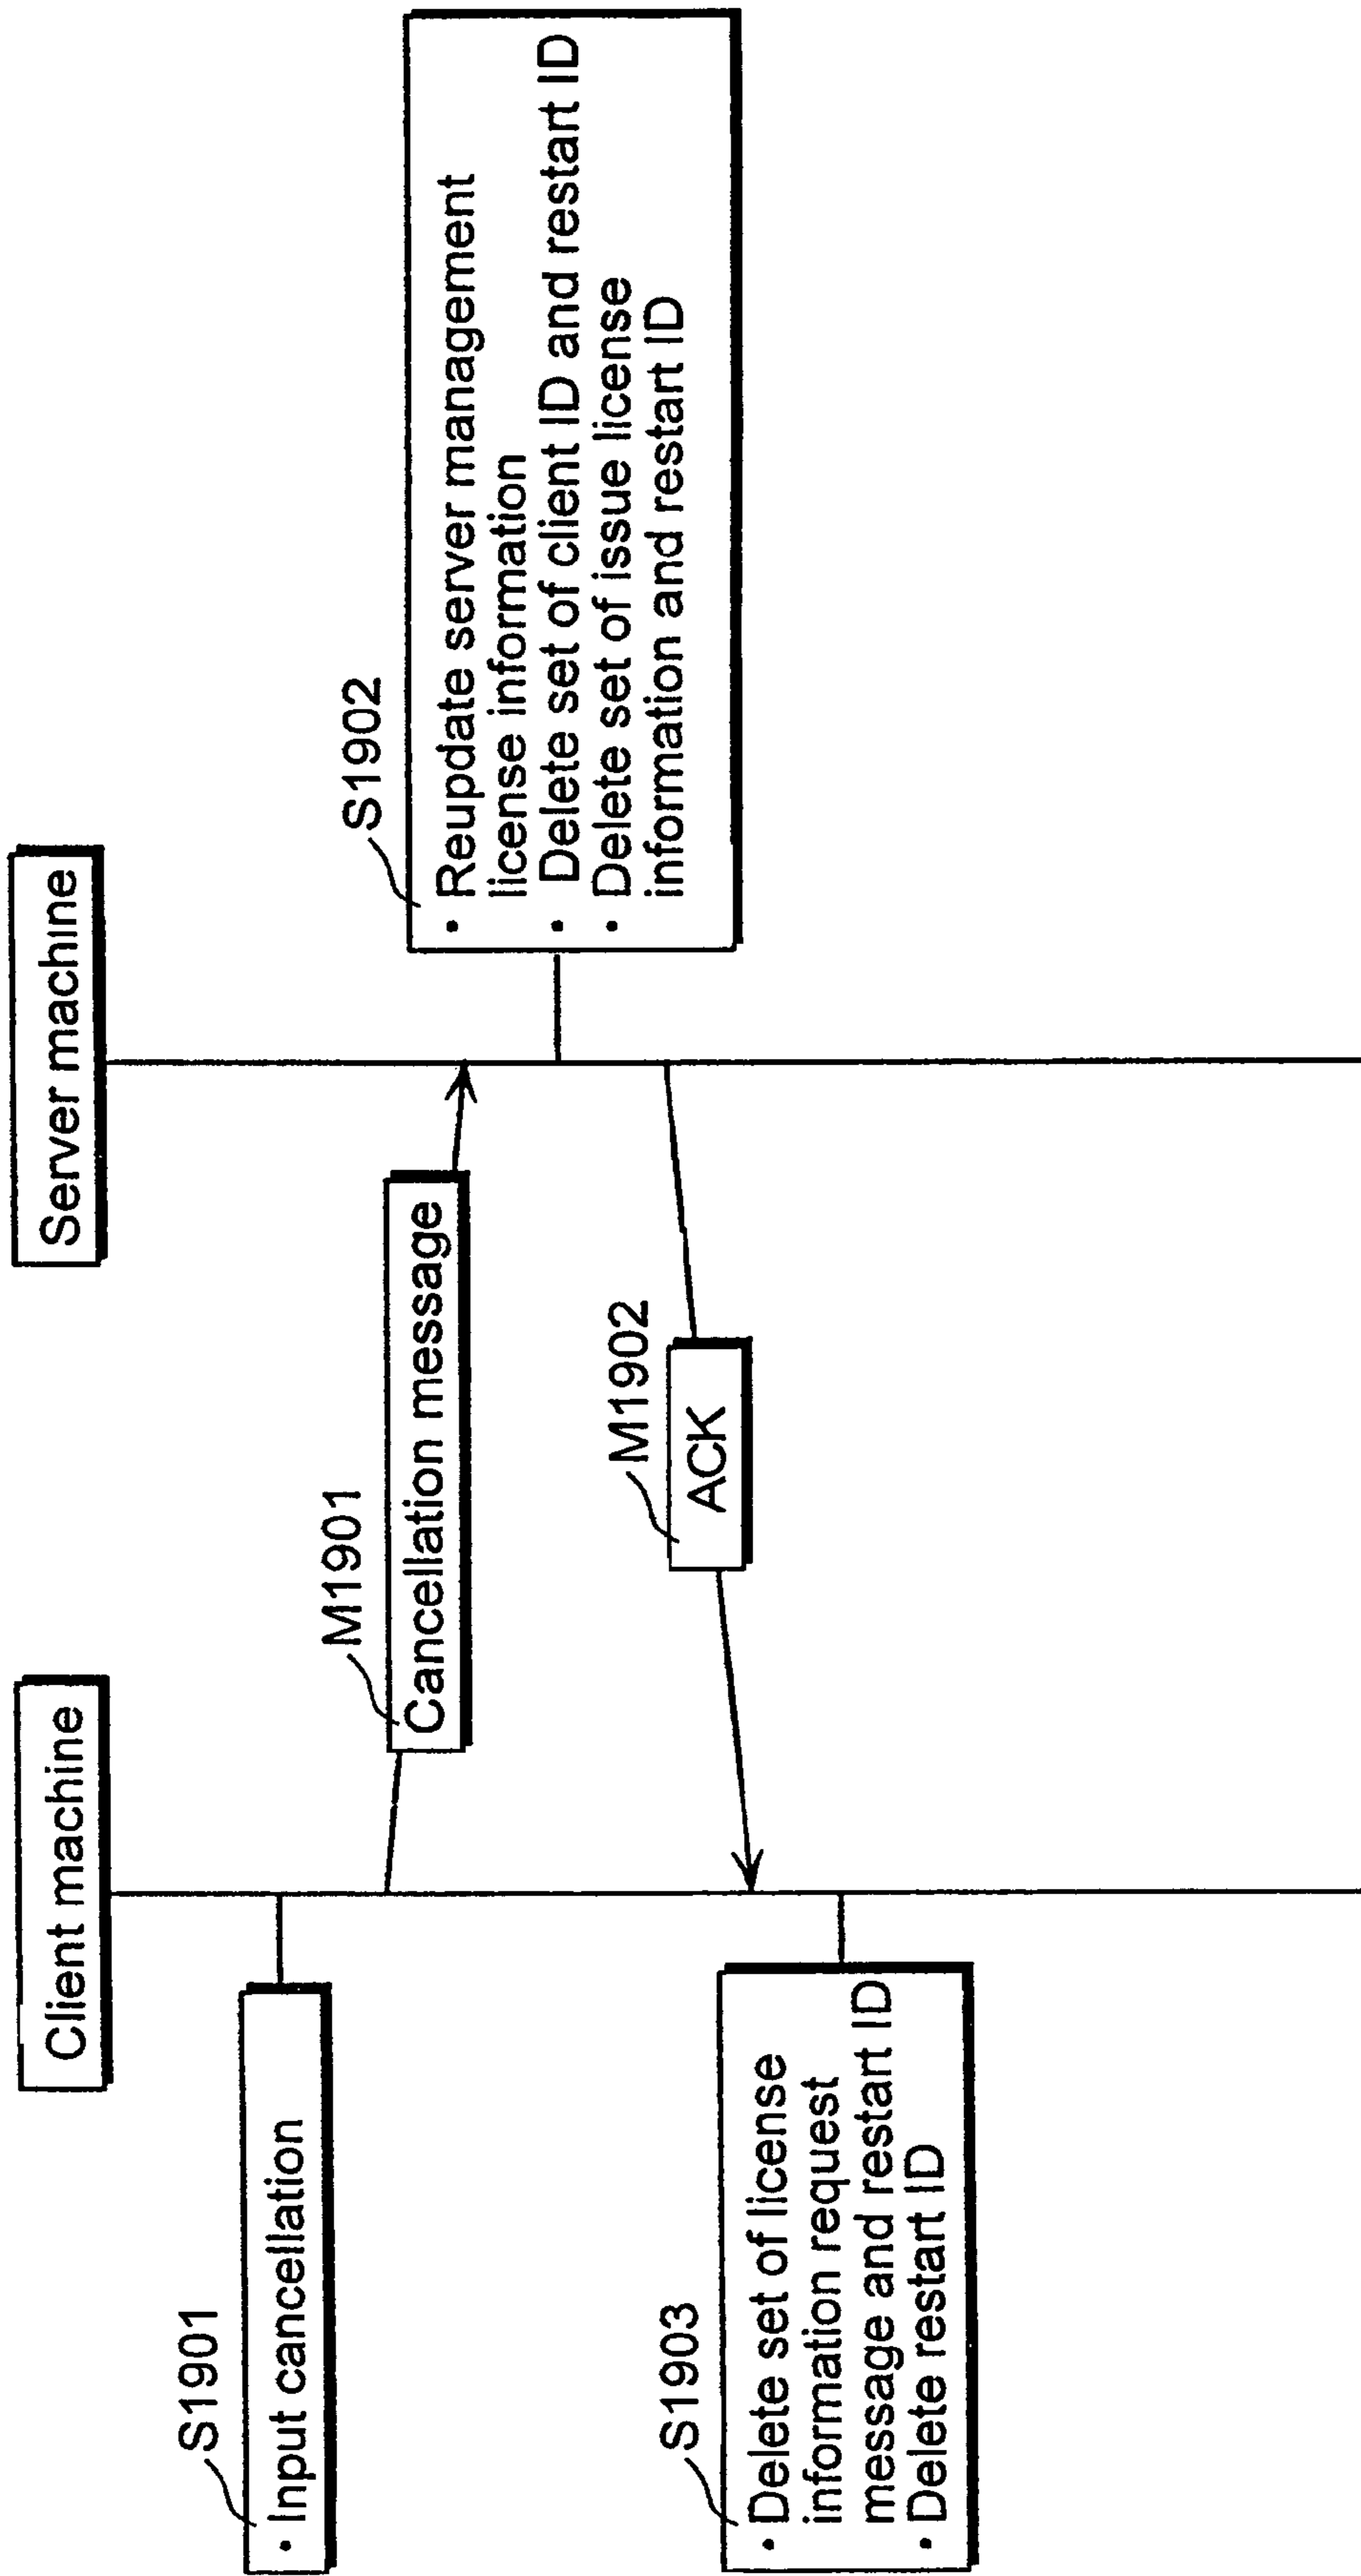 Client machine
Server machine
S1901
• Input cancellation
M1901
Cancellation message
S1902
• Reupdate server management
license information
• Delete set of client ID and restart ID
• Delete set of issue license
information and restart ID
M1902
ACK
S1903
• Delete set of license
information request
message and restart ID
• Delete restart ID